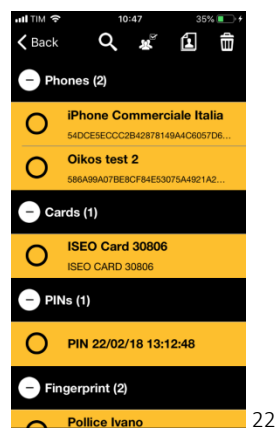 TIM 10:47 35%
Back
Phones (2)
iPhone Commerciale Italia
54DCE5ECCC2B42878149A4C6057D6...
Oikos test 2
586A99A07BE8CF84E53075A4921A2...
Cards (1)
ISEO Card 30806
ISEO CARD 30806
PINs (1)
PIN 22/02/18 13:12:48
Fingerprint (2)
Pollice Ivano
22